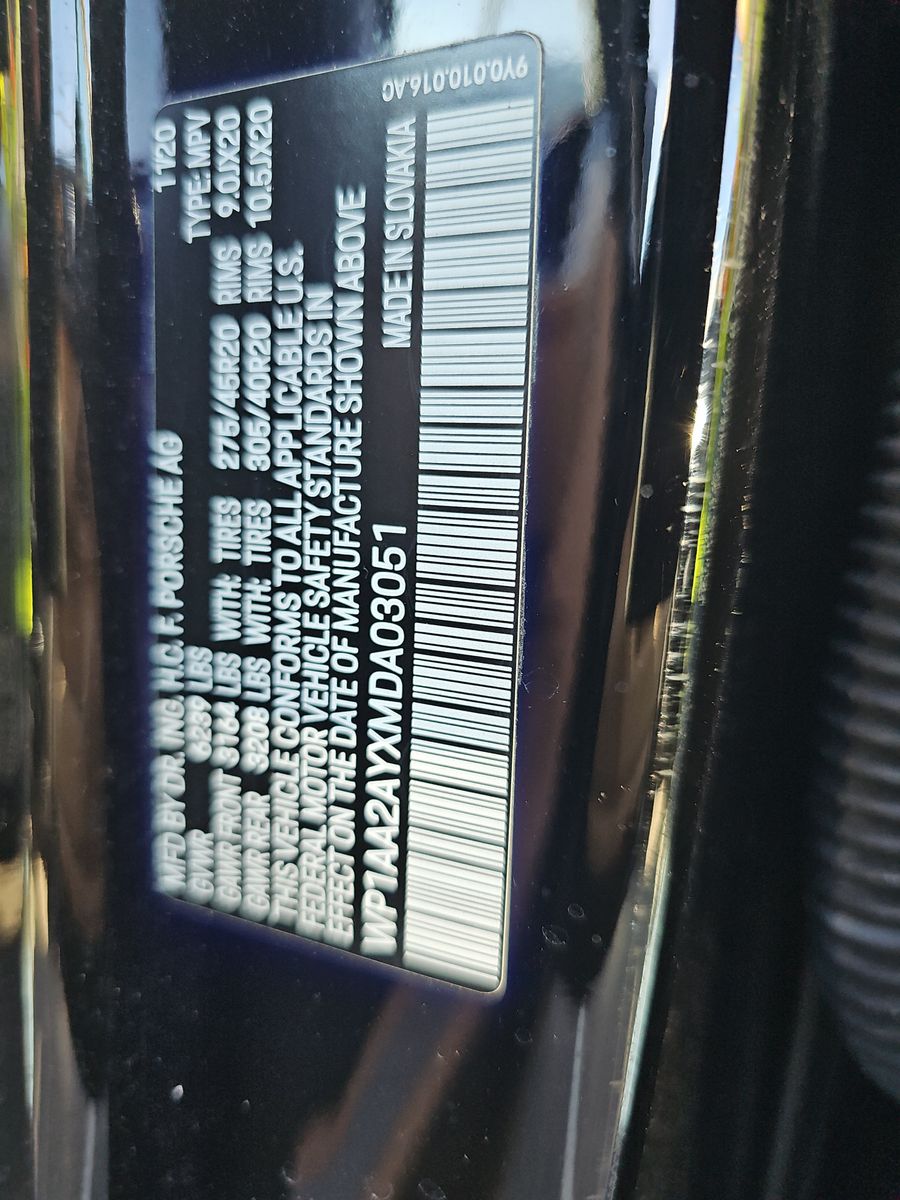 MFD BY DR. ING. H.C. F. PORSCHE AG 11 20
GVWR 6239 LBS TYPE: MPV
GAWR FRONT 3164 LBS WITH: TIRES 275/45R20 RIMS 9.0JX20
GAWR REAR 3208 LBS WITH: TIRES 305/40R20 RIMS 10.5JX20
THIS VEHICLE CONFORMS TO ALL APPLICABLE U.S.
FEDERAL MOTOR VEHICLE SAFETY STANDARDS IN
EFFECT ON THE DATE OF MANUFACTURE SHOWN ABOVE
WP1AA2AYXMDA03051 MADE IN SLOVAKIA
9Y0.010.016.AC